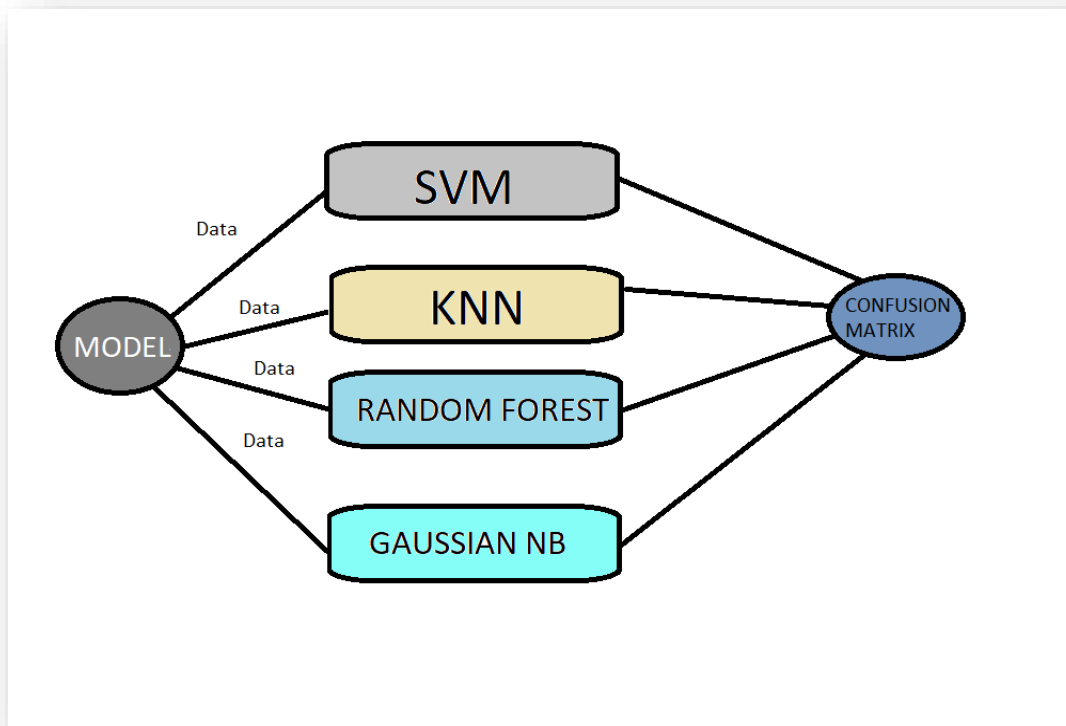 SVM
Data
KNN
Data
MODEL
CONFUSION
MATRIX
Data
RANDOM FOREST
Data
GAUSSIAN NB